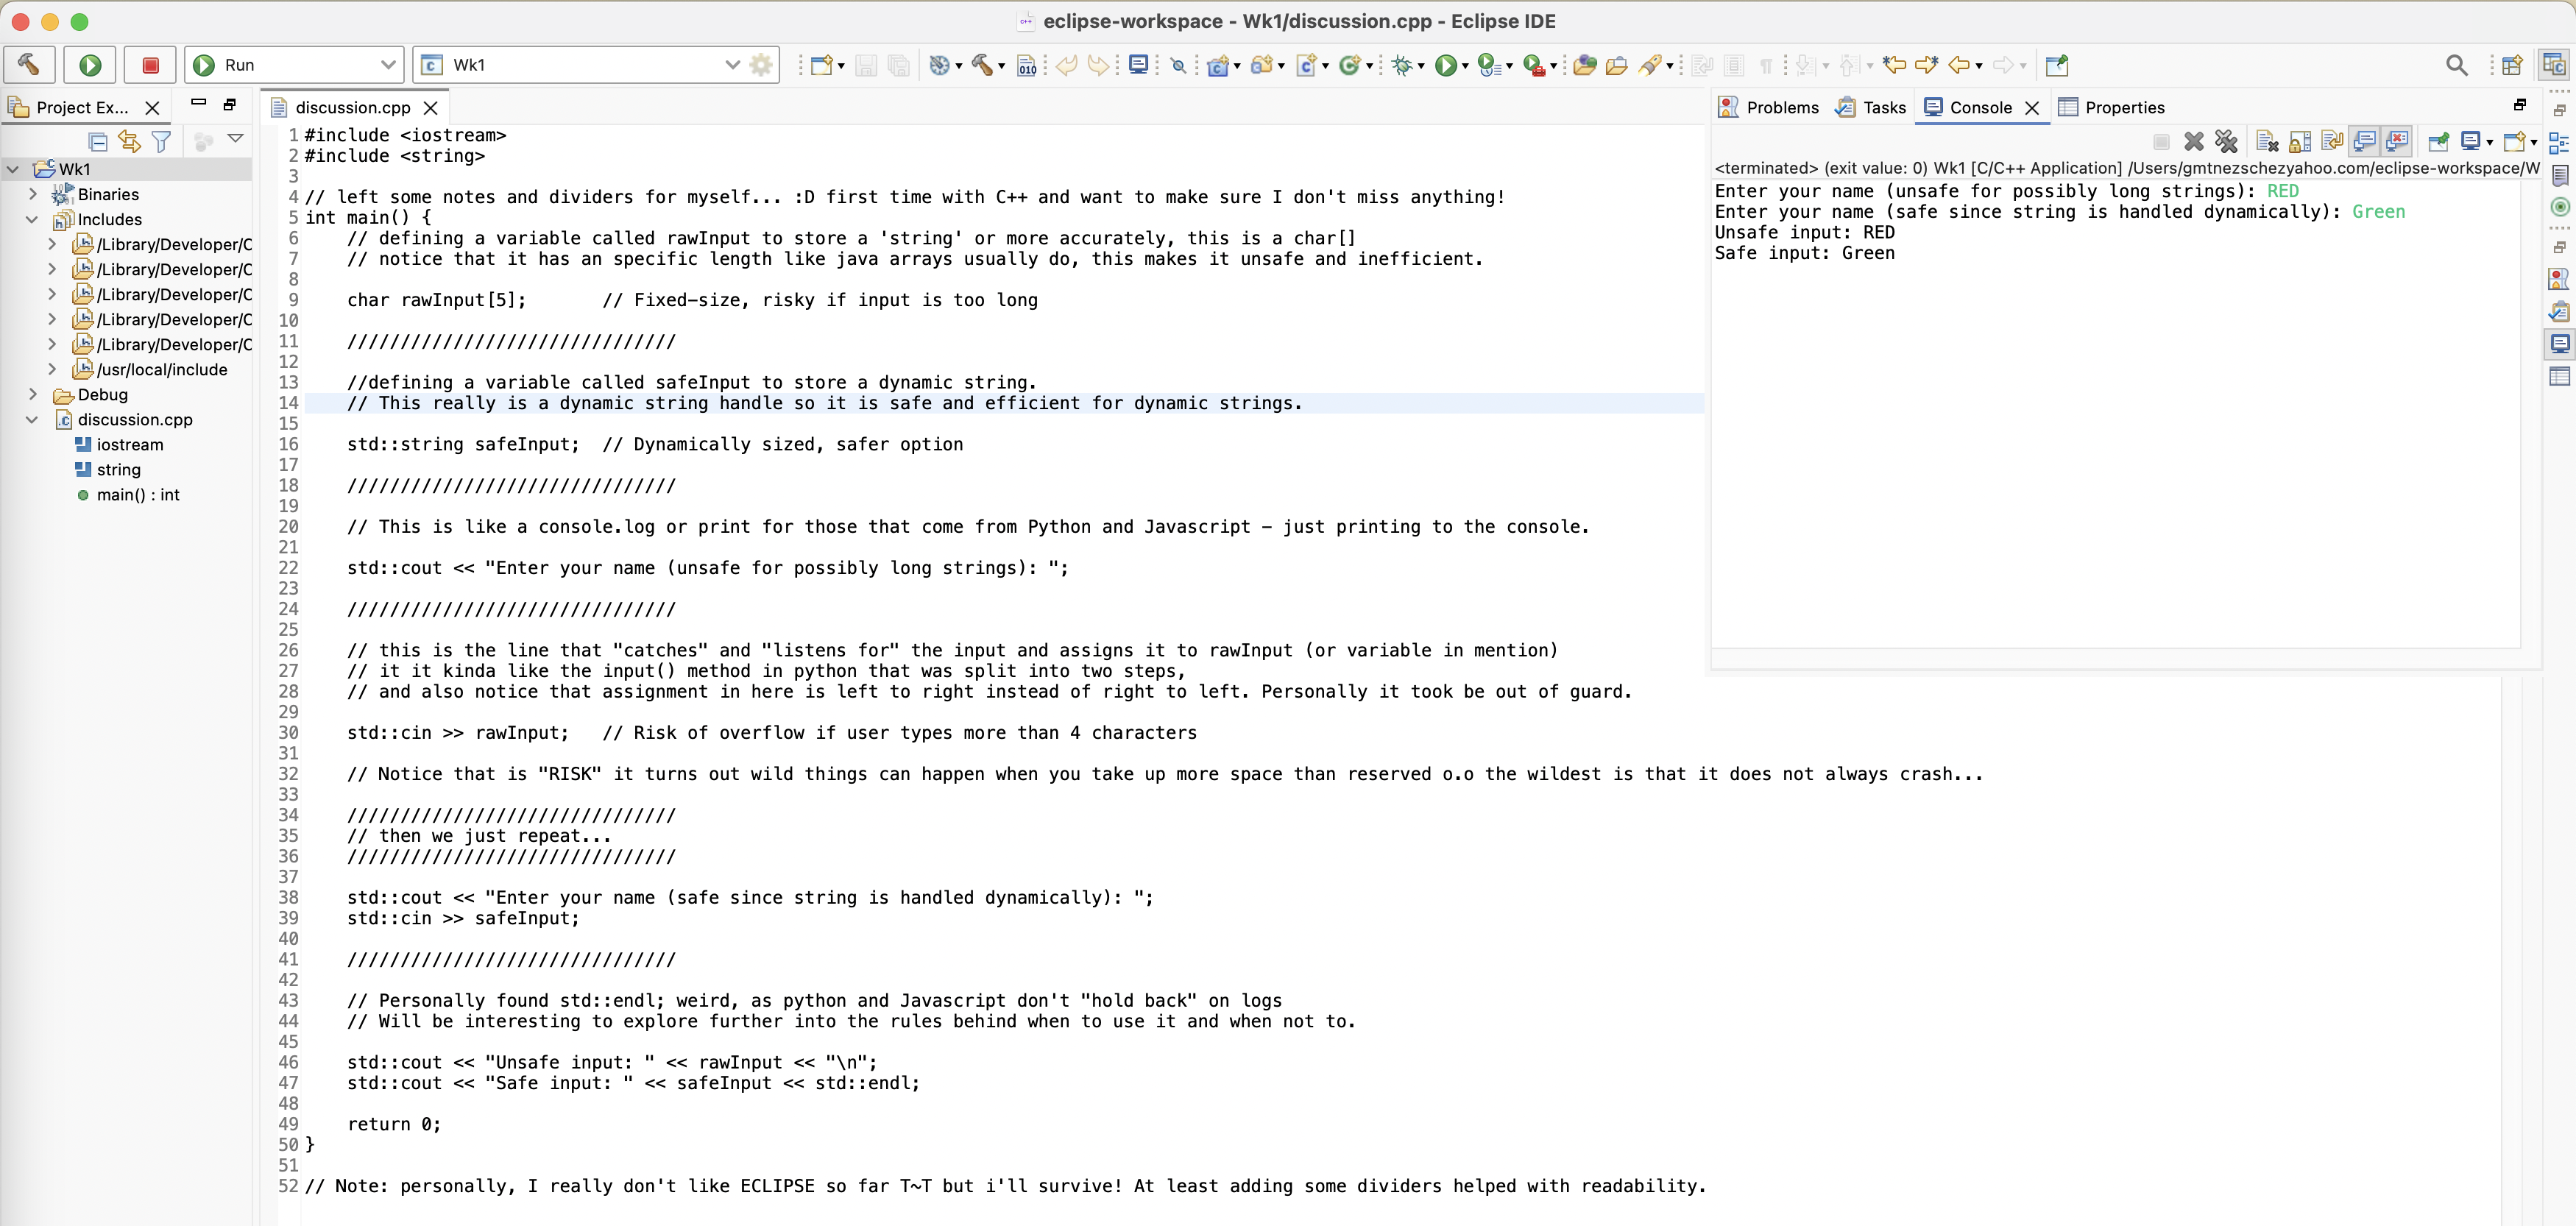 eclipse-workspace - Wk1/discussion.cpp - Eclipse IDE
Run
Wk1
Project Ex...
Wk1
Binaries
Includes
/Library/Developer/C
/Library/Developer/C
/Library/Developer/C
/Library/Developer/C
/Library/Developer/C
/usr/local/include
Debug
discussion.cpp
iostream
string
main() : int
discussion.cpp
1 #include <iostream>
2 #include <string>
3
4 // left some notes and dividers for myself... :D first time with C++ and want to make sure I don't miss anything!
5 int main() {
6     // defining a variable called rawInput to store a 'string' or more accurately, this is a char[]
7     // notice that it has an specific length like java arrays usually do, this makes it unsafe and inefficient.
8
9     char rawInput[5];       // Fixed-size, risky if input is too long
10
11     ///////////////////////////////
12
13     //defining a variable called safeInput to store a dynamic string.
14     // This really is a dynamic string handle so it is safe and efficient for dynamic strings.
15
16     std::string safeInput;  // Dynamically sized, safer option
17
18     ///////////////////////////////
19
20     // This is like a console.log or print for those that come from Python and Javascript – just printing to the console.
21
22     std::cout << "Enter your name (unsafe for possibly long strings): ";
23
24     ///////////////////////////////
25
26     // this is the line that "catches" and "listens for" the input and assigns it to rawInput (or variable in mention)
27     // it it kinda like the input() method in python that was split into two steps,
28     // and also notice that assignment in here is left to right instead of right to left. Personally it took be out of guard.
29
30     std::cin >> rawInput;   // Risk of overflow if user types more than 4 characters
31
32     // Notice that is "RISK" it turns out wild things can happen when you take up more space than reserved o.o the wildest is that it does not always crash...
33
34     ///////////////////////////////
35     // then we just repeat...
36     ///////////////////////////////
37
38     std::cout << "Enter your name (safe since string is handled dynamically): ";
39     std::cin >> safeInput;
40
41     ///////////////////////////////
42
43     // Personally found std::endl; weird, as python and Javascript don't "hold back" on logs
44     // Will be interesting to explore further into the rules behind when to use it and when not to.
45
46     std::cout << "Unsafe input: " << rawInput << "\n";
47     std::cout << "Safe input: " << safeInput << std::endl;
48
49     return 0;
50 }
51
52 // Note: personally, I really don't like ECLIPSE so far T~T but i'll survive! At least adding some dividers helped with readability.
Problems Tasks Console Properties
<terminated> (exit value: 0) Wk1 [C/C++ Application] /Users/gmtnezschezyahoo.com/eclipse-workspace/W
Enter your name (unsafe for possibly long strings): RED
Enter your name (safe since string is handled dynamically): Green
Unsafe input: RED
Safe input: Green